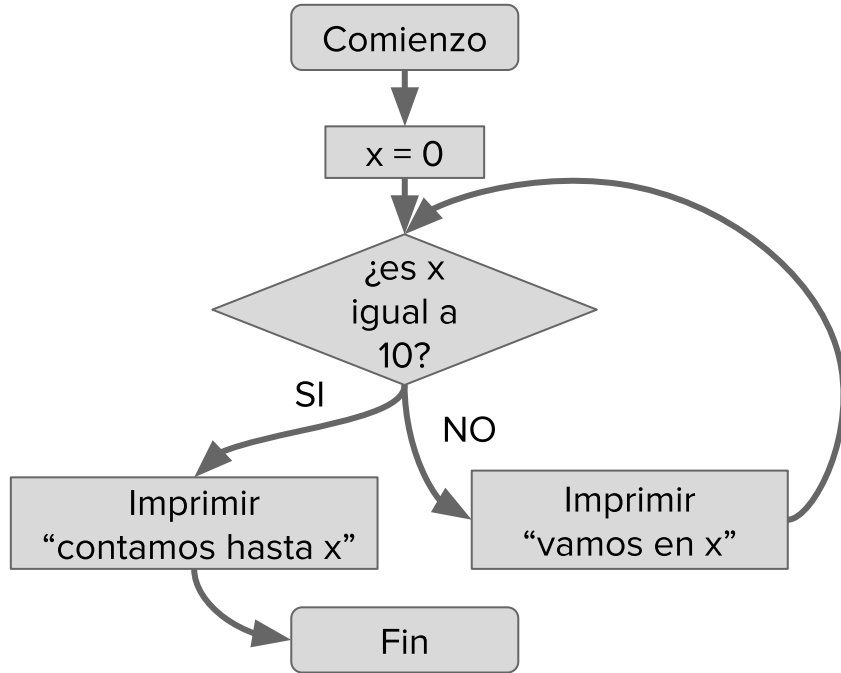 Comienzo
x = 0
¿es x
igual a
10?
SI
NO
Imprimir
“contamos hasta x”
Imprimir
“vamos en x”
Fin